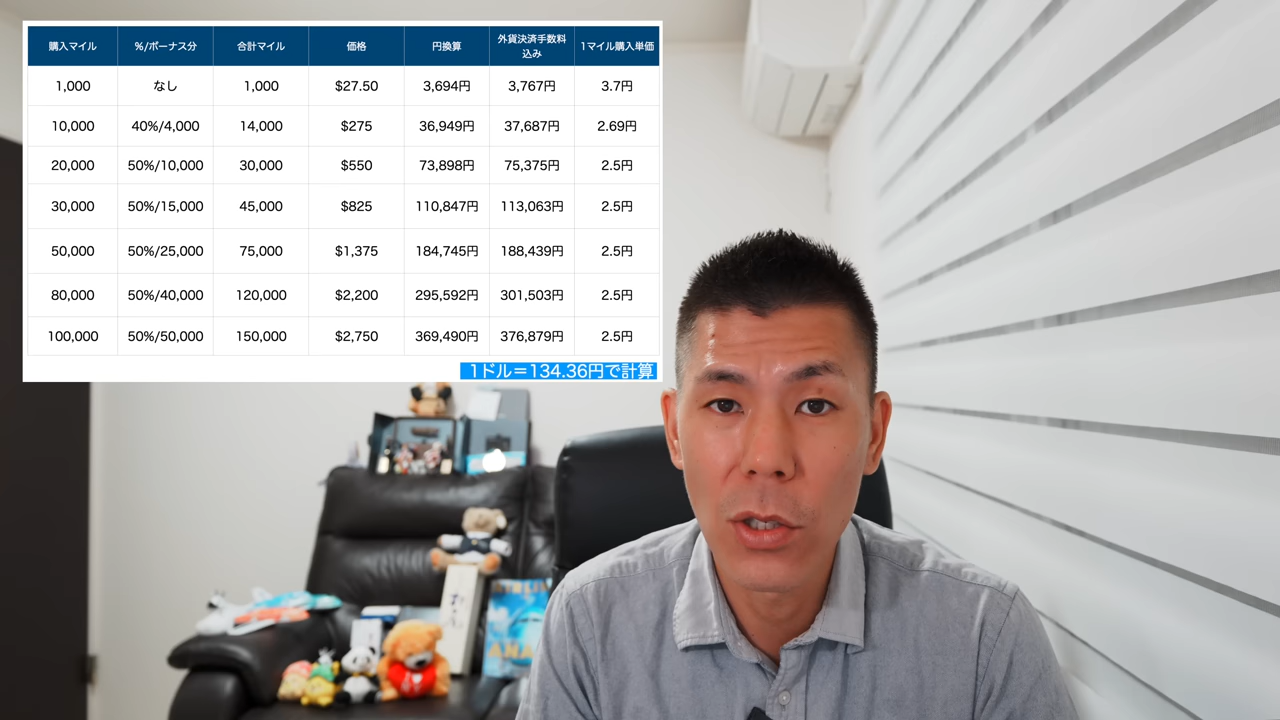 購入マイル %/ボーナス分 合計マイル 価格 円換算 外貨決済手数料込み 1マイル購入単価
1,000 なし 1,000 $27.50 3,694円 3,767円 3.7円
10,000 40%/4,000 14,000 $275 36,949円 37,687円 2.69円
20,000 50%/10,000 30,000 $550 73,898円 75,375円 2.5円
30,000 50%/15,000 45,000 $825 110,847円 113,063円 2.5円
50,000 50%/25,000 75,000 $1,375 184,745円 188,439円 2.5円
80,000 50%/40,000 120,000 $2,200 295,592円 301,503円 2.5円
100,000 50%/50,000 150,000 $2,750 369,490円 376,879円 2.5円
1ドル＝134.36円で計算